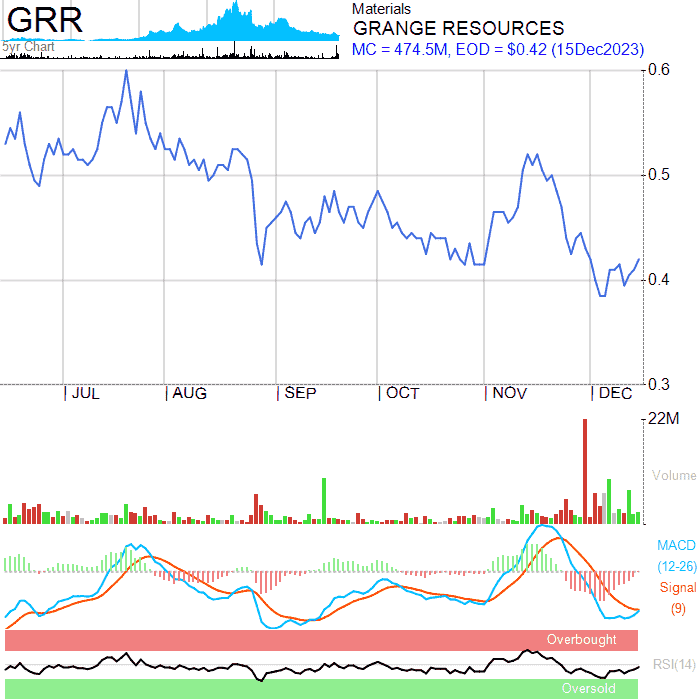 GRR
5yr Chart
Materials
GRANGE RESOURCES
MC = 474.5M, EOD = $0.42 (15Dec2023)
0.6
0.5
0.4
0.3
JUL AUG SEP OCT NOV DEC
22M
Volume
MACD
(12-26)
Signal
(9)
Overbought
RSI(14)
Oversold